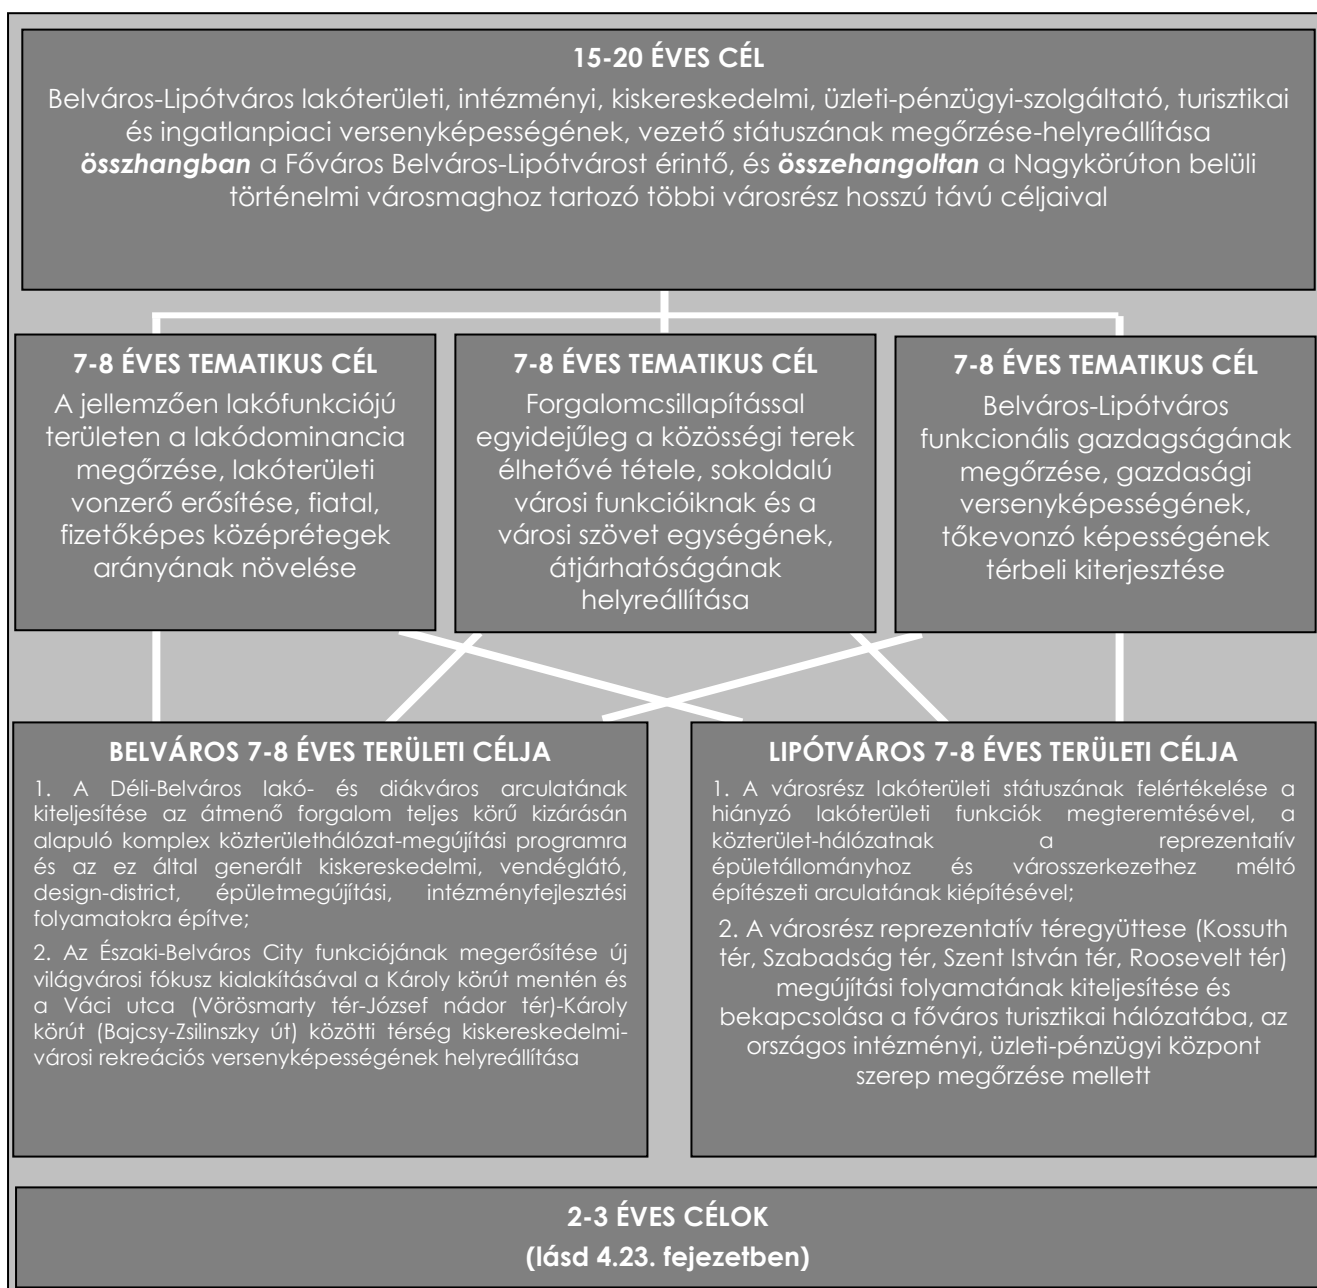 15-20 ÉVES CÉL
Belváros-Lipótváros lakóterületi, intézményi, kiskereskedelmi, üzleti-pénzügyi-szolgáltató, turisztikai
és ingatlanpiaci versenyképességének, vezető státuszának megőrzése-helyreállítása
összhangban a Főváros Belváros-Lipótvárost érintő, és összehangoltan a Nagykörúton belüli
történelmi városmaghoz tartozó többi városrész hosszú távú céljaival
7-8 ÉVES TEMATIKUS CÉL
A jellemzően lakófunkciójú
területen a lakódominancia
megőrzése, lakóterületi
vonzerő erősítése, fiatal,
fizetőképes középrétegek
arányának növelése
7-8 ÉVES TEMATIKUS CÉL
Forgalomcsillapítással
egyidejűleg a közösségi terek
élhetővé tétele, sokoldalú
városi funkcióiknak és a
városi szövet egységének,
átjárhatóságának
helyreállítása
7-8 ÉVES TEMATIKUS CÉL
Belváros-Lipótváros
funkcionális gazdagságának
megőrzése, gazdasági
versenyképességének,
tőkevonzó képességének
térbeli kiterjesztése
BELVÁROS 7-8 ÉVES TERÜLETI CÉLJA
1. A Déli-Belváros lakó- és diákváros arculatának
kiteljesítése az átmenő forgalom teljes körű kizárásán
alapuló komplex közterülethálózat-megújítási programra
és az ez által generált kiskereskedelmi, vendéglátó,
design-district, épületmegújítási, intézményfejlesztési
folyamatokra építve;
2. Az Északi-Belváros City funkciójának megerősítése új
világvárosi fókusz kialakításával a Károly körút mentén és
a Váci utca (Vörösmarty tér-József nádor tér)-Károly
körút (Bajcsy-Zsilinszky út) közötti térség kiskereskedelmi-
városi rekreációs versenyképességének helyreállítása
LIPÓTVÁROS 7-8 ÉVES TERÜLETI CÉLJA
1. A városrész lakóterületi státuszának felértékelése a
hiányzó lakóterületi funkciók megteremtésével, a
közterület-hálózatnak a reprezentatív
épületállományhoz és városszerkezethez méltó
építészeti arculatának kiépítésével;
2. A városrész reprezentatív téregyüttese (Kossuth
tér, Szabadság tér, Szent István tér, Roosevelt tér)
megújítási folyamatának kiteljesítése és
bekapcsolása a főváros turisztikai hálózatába, az
országos intézményi, üzleti-pénzügyi központ
szerep megőrzése mellett
2-3 ÉVES CÉLOK
(lásd 4.23. fejezetben)